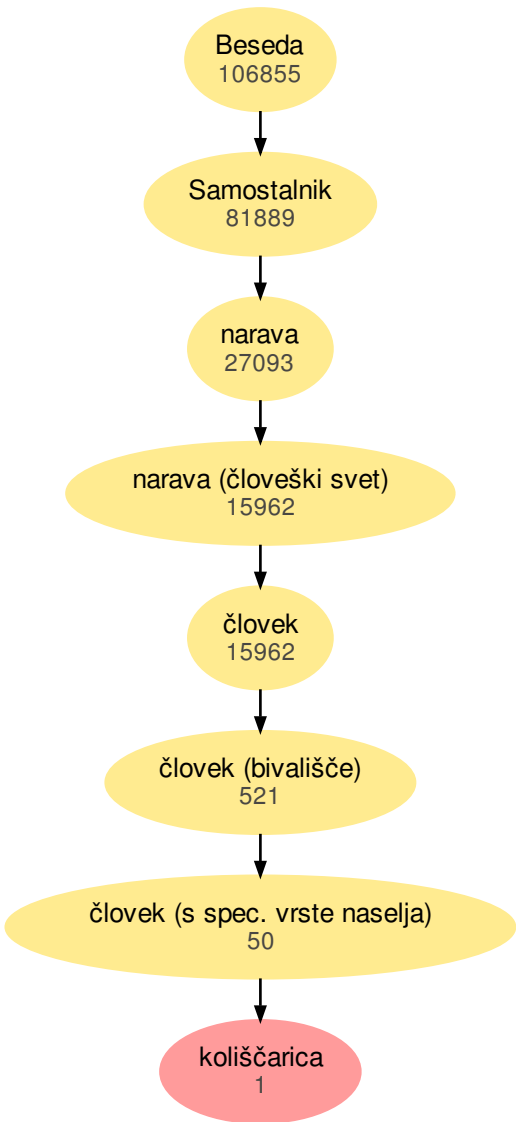 Beseda
106855
Samostalnik
81889
narava
27093
narava (človeški svet)
15962
človek
15962
človek (bivališče)
521
človek (s spec. vrste naselja)
50
koliščarica
1